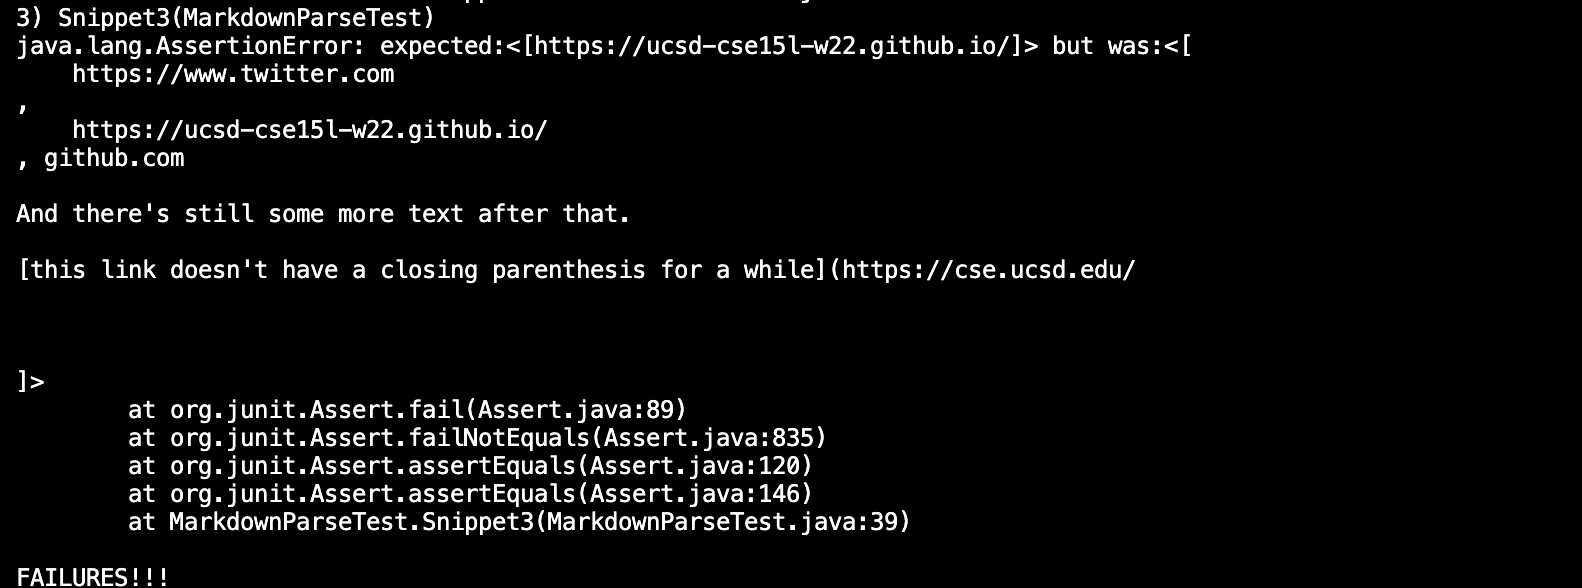 3) Snippet3(MarkdownParseTest)
java.lang.AssertionError: expected:<[https://ucsd-cse15l-w22.github.io/]> but was:<[
    https://www.twitter.com
,
    https://ucsd-cse15l-w22.github.io/
, github.com

And there's still some more text after that.

[this link doesn't have a closing parenthesis for a while](https://cse.ucsd.edu/



]>
        at org.junit.Assert.fail(Assert.java:89)
        at org.junit.Assert.failNotEquals(Assert.java:835)
        at org.junit.Assert.assertEquals(Assert.java:120)
        at org.junit.Assert.assertEquals(Assert.java:146)
        at MarkdownParseTest.Snippet3(MarkdownParseTest.java:39)

FAILURES!!!